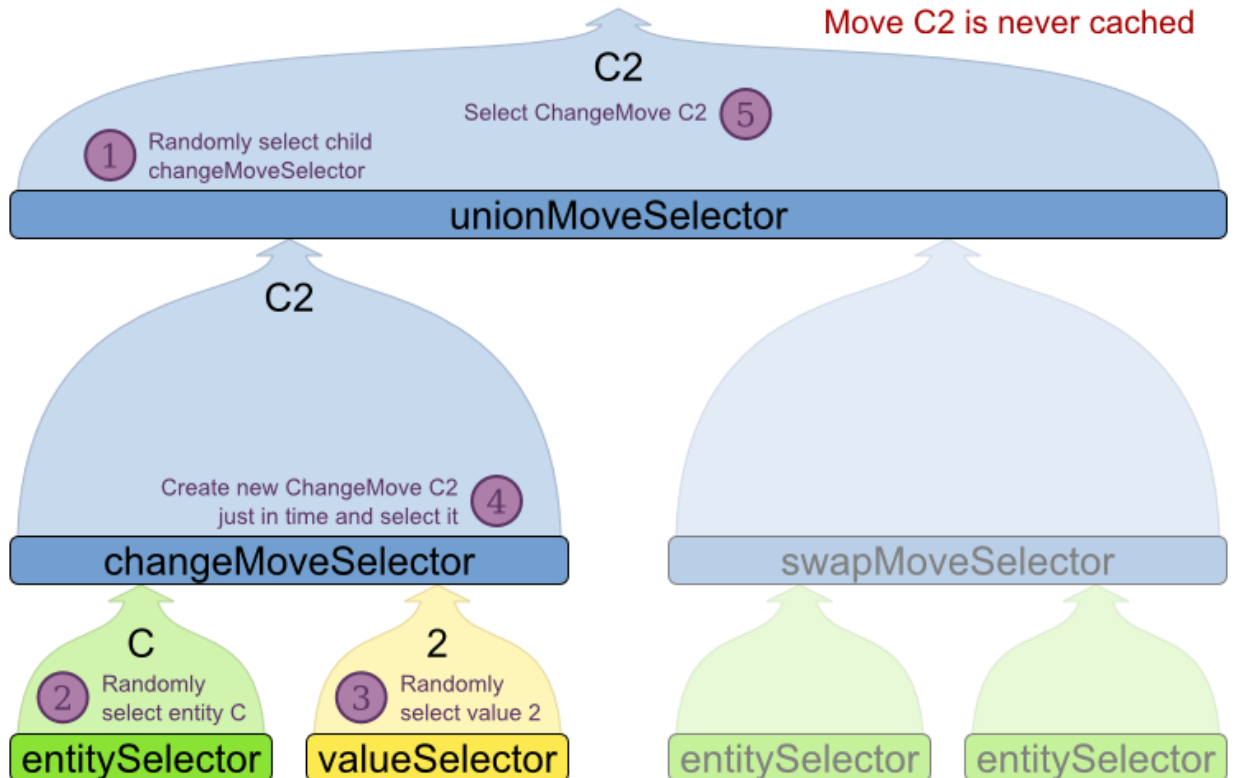 Move C2 is never cached
C2
Select ChangeMove C2 5
1 Randomly select child
changeMoveSelector
unionMoveSelector
C2
Create new ChangeMove C2
just in time and select it
4
changeMoveSelector
swapMoveSelector
C
2
2 Randomly
select entity C
3 Randomly
select value 2
entitySelector
valueSelector
entitySelector
entitySelector